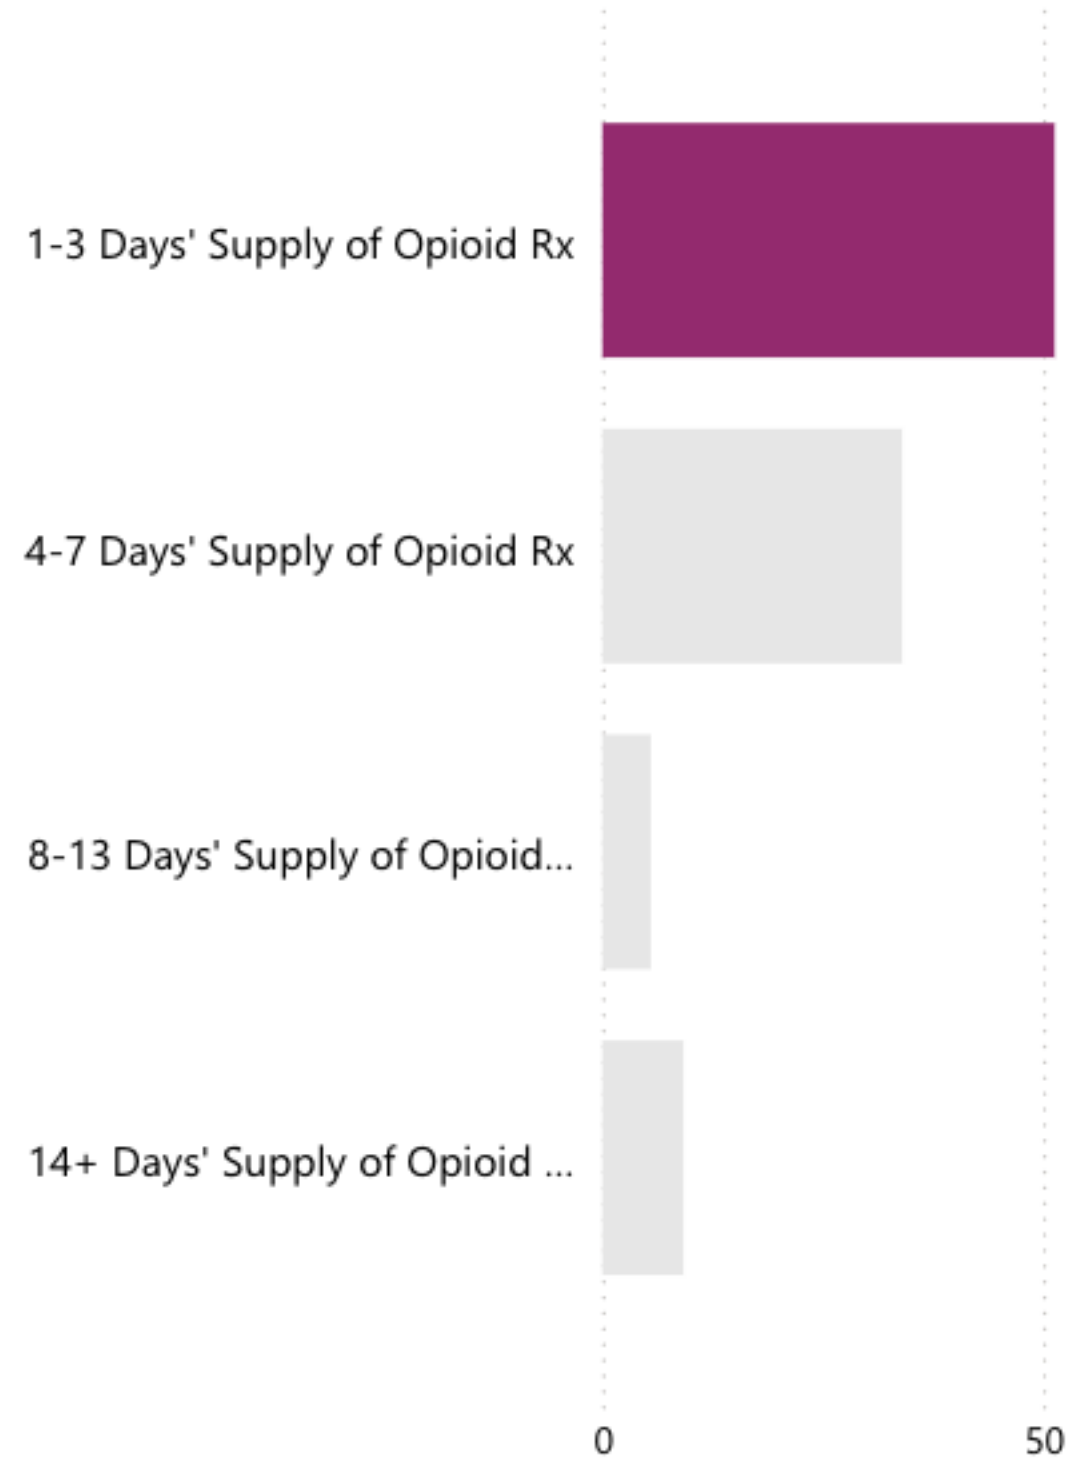 1-3 Days' Supply of Opioid Rx
4-7 Days' Supply of Opioid Rx
8-13 Days' Supply of Opioid...
14+ Days' Supply of Opioid ...
0 50